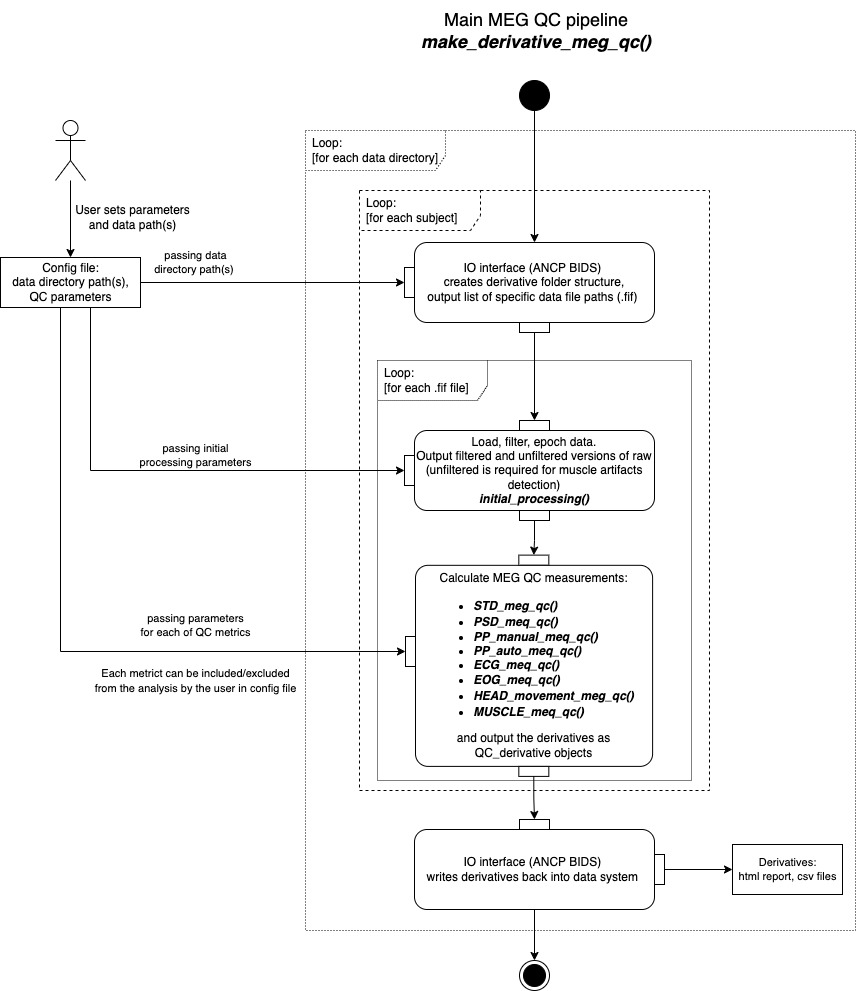 Main MEG QC pipeline
make_derivative_meg_qc()
Loop:
[for each data directory]
Loop:
[for each subject]
User sets parameters
and data path(s)
Config file:
data directory path(s),
QC parameters
passing data
directory path(s)
IO interface (ANCP BIDS)
creates derivative folder structure,
output list of specific data file paths (.fif)
Loop:
[for each .fif file]
passing initial
processing parameters
Load, filter, epoch data.
Output filtered and unfiltered versions of raw
(unfiltered is required for muscle artifacts
detection)
initial_processing()
Calculate MEG QC measurements:
• STD_meg_qc()
• PSD_meq_qc()
• PP_manual_meq_qc()
• PP_auto_meq_qc()
• ECG_meq_qc()
• EOG_meq_qc()
• HEAD_movement_meg_qc()
• MUSCLE_meq_qc()
and output the derivatives as
QC_derivative objects
passing parameters
for each of QC metrics
Each metrict can be included/excluded
from the analysis by the user in config file
IO interface (ANCP BIDS)
writes derivatives back into data system
Derivatives:
html report, csv files